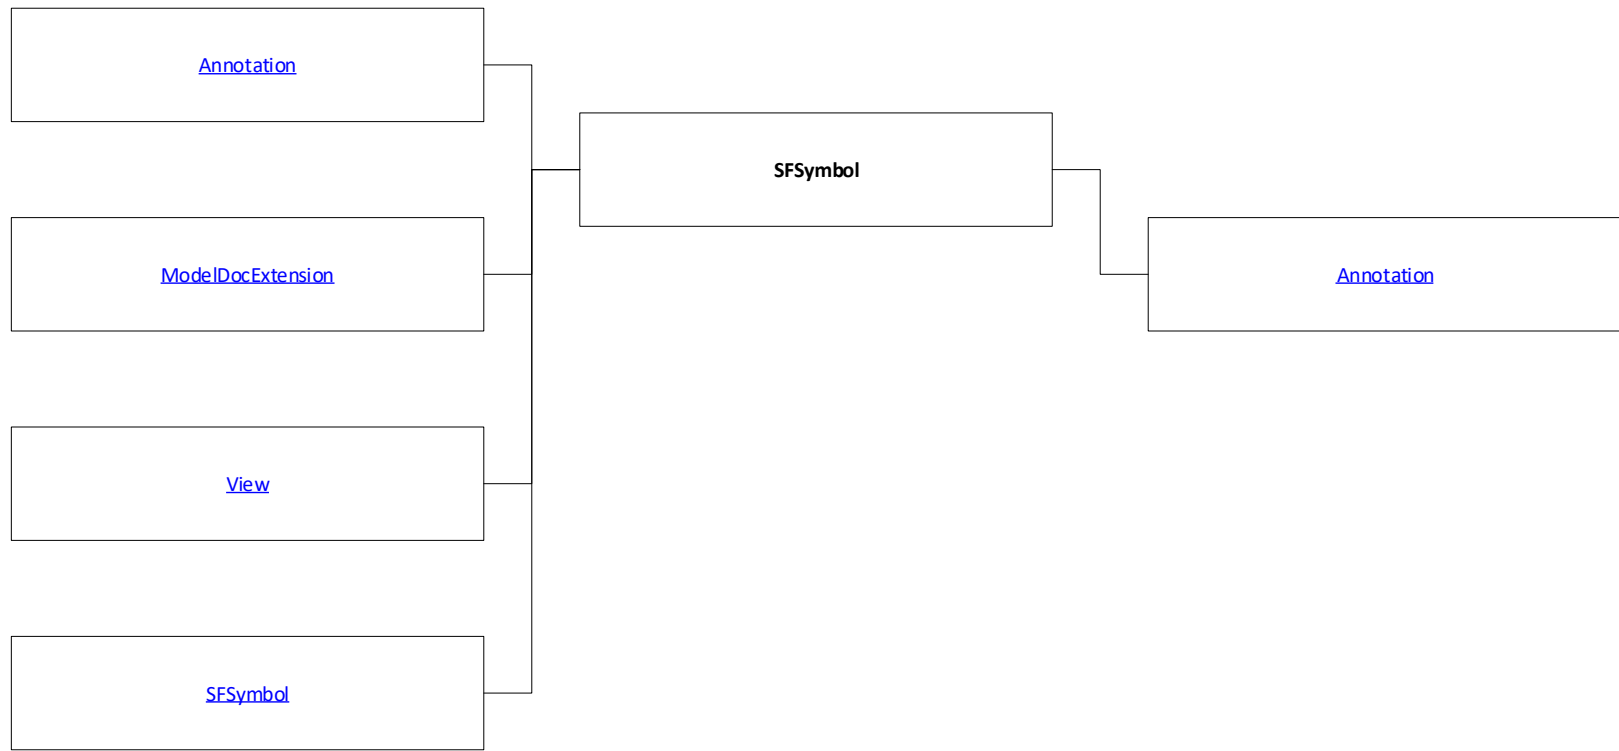 Annotation
SFSymbol
ModelDocExtension
Annotation
View
SFSymbol